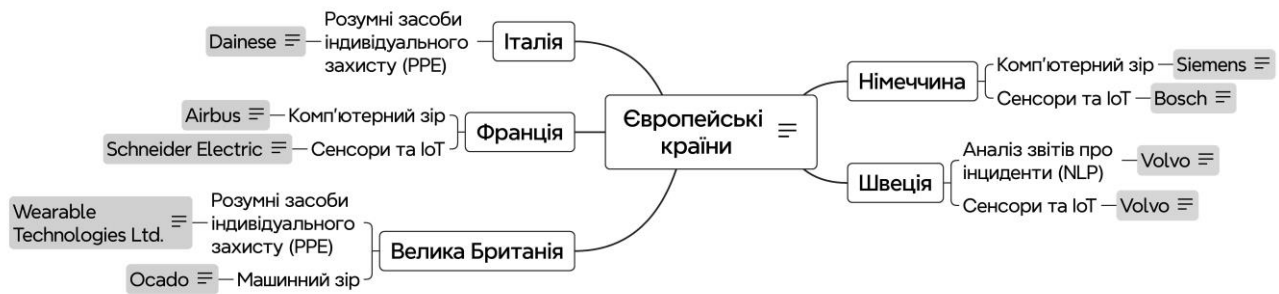 Європейські
країни
Італія
Розумні засоби
індивідуального
захисту (PPE)
Dainese
Франція
Комп'ютерний зір
Airbus
Сенсори та IoT
Schneider Electric
Велика Британія
Розумні засоби
індивідуального
захисту (PPE)
Wearable
Technologies Ltd.
Машинний зір
Ocado
Німеччина
Комп'ютерний зір
Siemens
Сенсори та IoT
Bosch
Швеція
Аналіз звітів про
інциденти (NLP)
Volvo
Сенсори та IoT
Volvo